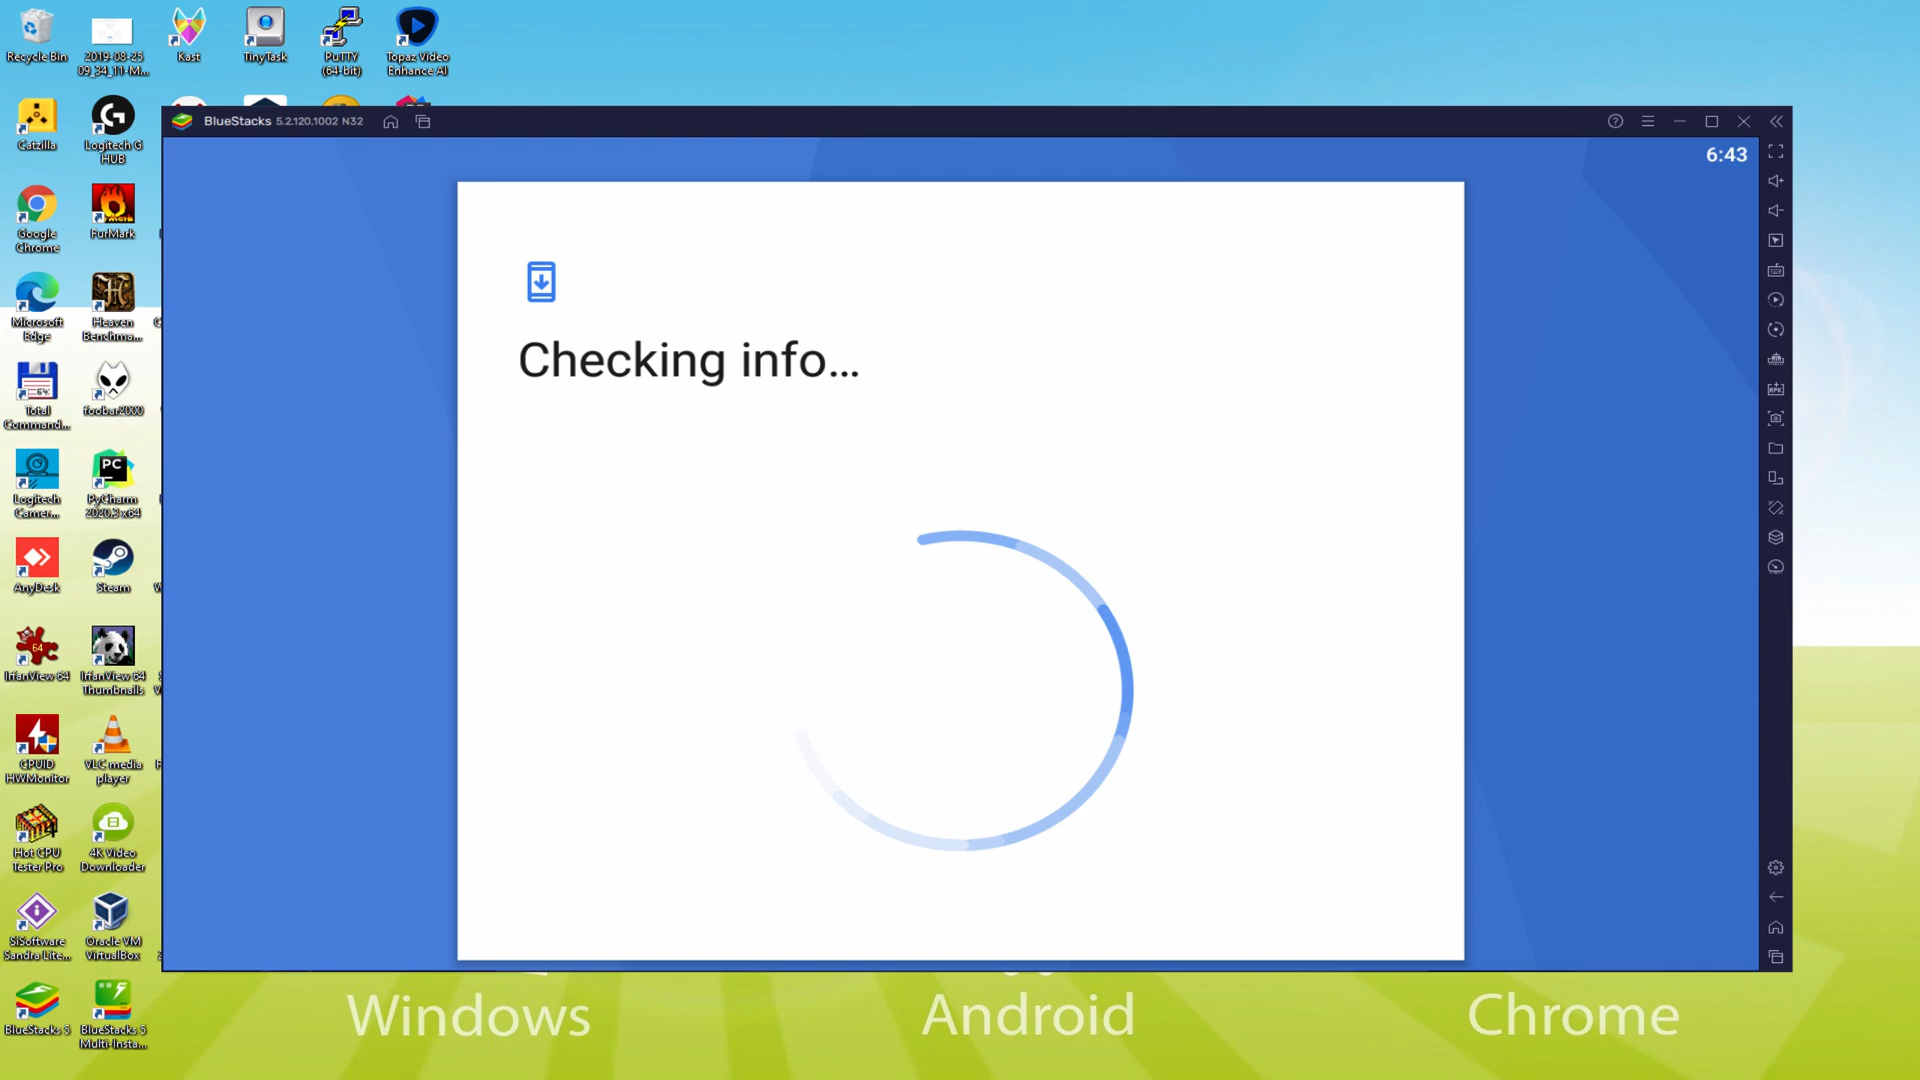 Recycle Bin
2019-08-25
09_34_11-M...
Kast
TinyTask
PuTTY
(64-bit)
Topaz Video
Enhance AI
Catzilla
Logitech G
HUB
Google
Chrome
FurMark
Microsoft
Edge
Heaven
Benchma...
64
Total
Command...
foobar2000
Logitech
Camer...
PC
PyCharm
2020.3 x64
AnyDesk
Steam
64
IrfanView 64
IrfanView 64
Thumbnails
CPUID
HWMonitor
VLC media
player
4
Hot CPU
Tester Pro
4K Video
Downloader
SiSoftware
Sandra Lite...
Oracle VM
VirtualBox
BlueStacks 5
BlueStacks 5
Multi-Insta...
BlueStacks 5.2.120.1002 N32
6:43
Checking info...
Windows
Android
Chrome